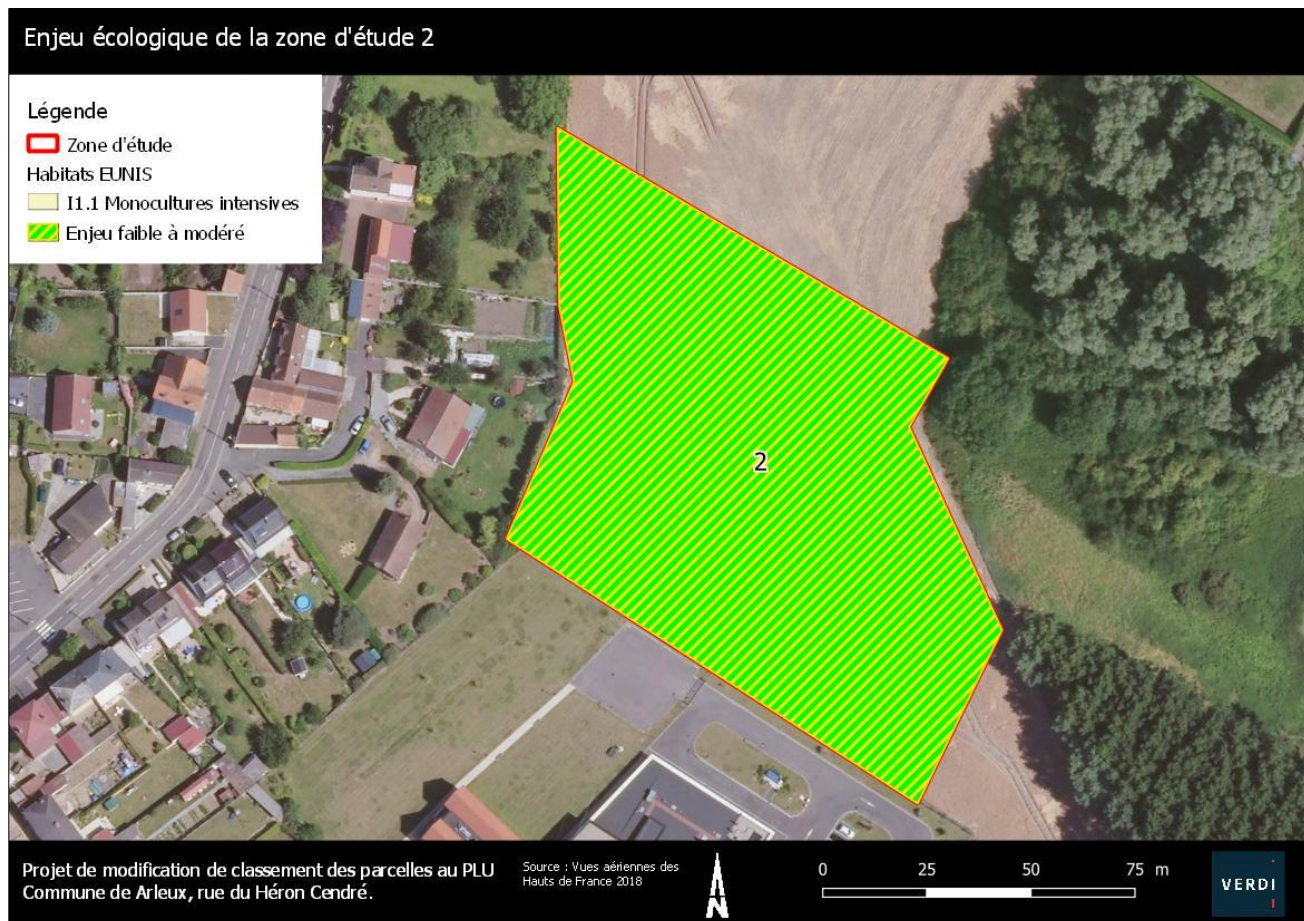 Enjeu écologique de la zone d'étude 2
Légende
Zone d'étude
Habitats EUNIS
I1.1 Monocultures intensives
Enjeu faible à modéré
2
Projet de modification de classement des parcelles au PLU
Commune de Arleux, rue du Héron Cendré.
Source : Vues aériennes des
Hauts de France 2018
N
0 25 50 75 m
VERDI